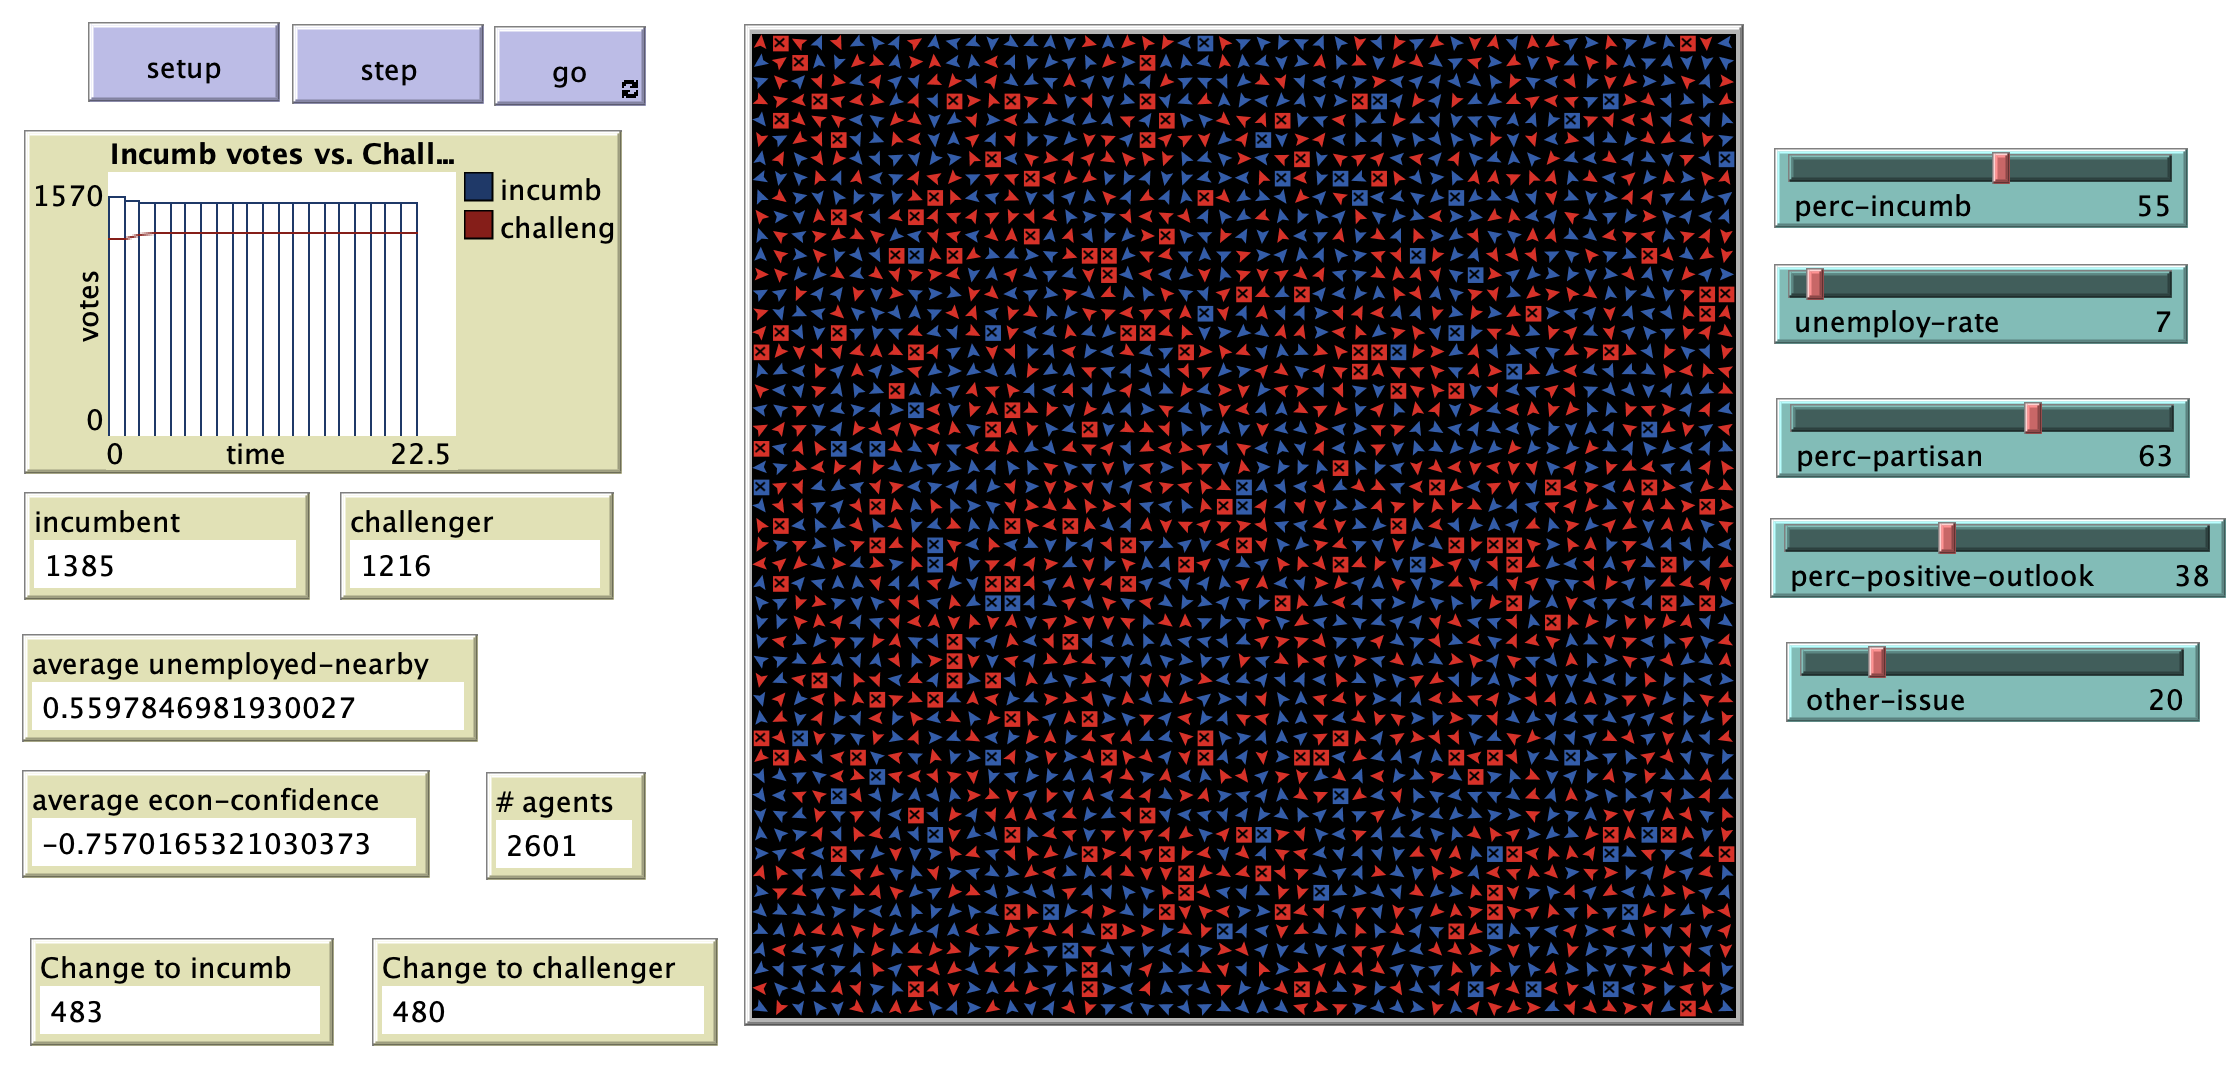 setup
step
go
Incumb votes vs. Chall...
1570
votes
0
0
time
22.5
incumb
challeng
incumbent
1385
challenger
1216
average unemployed-nearby
0.5597846981930027
average econ-confidence
-0.7570165321030373
# agents
2601
Change to incumb
483
Change to challenger
480
perc-incumb 55
unemploy-rate 7
perc-partisan 63
perc-positive-outlook 38
other-issue 20